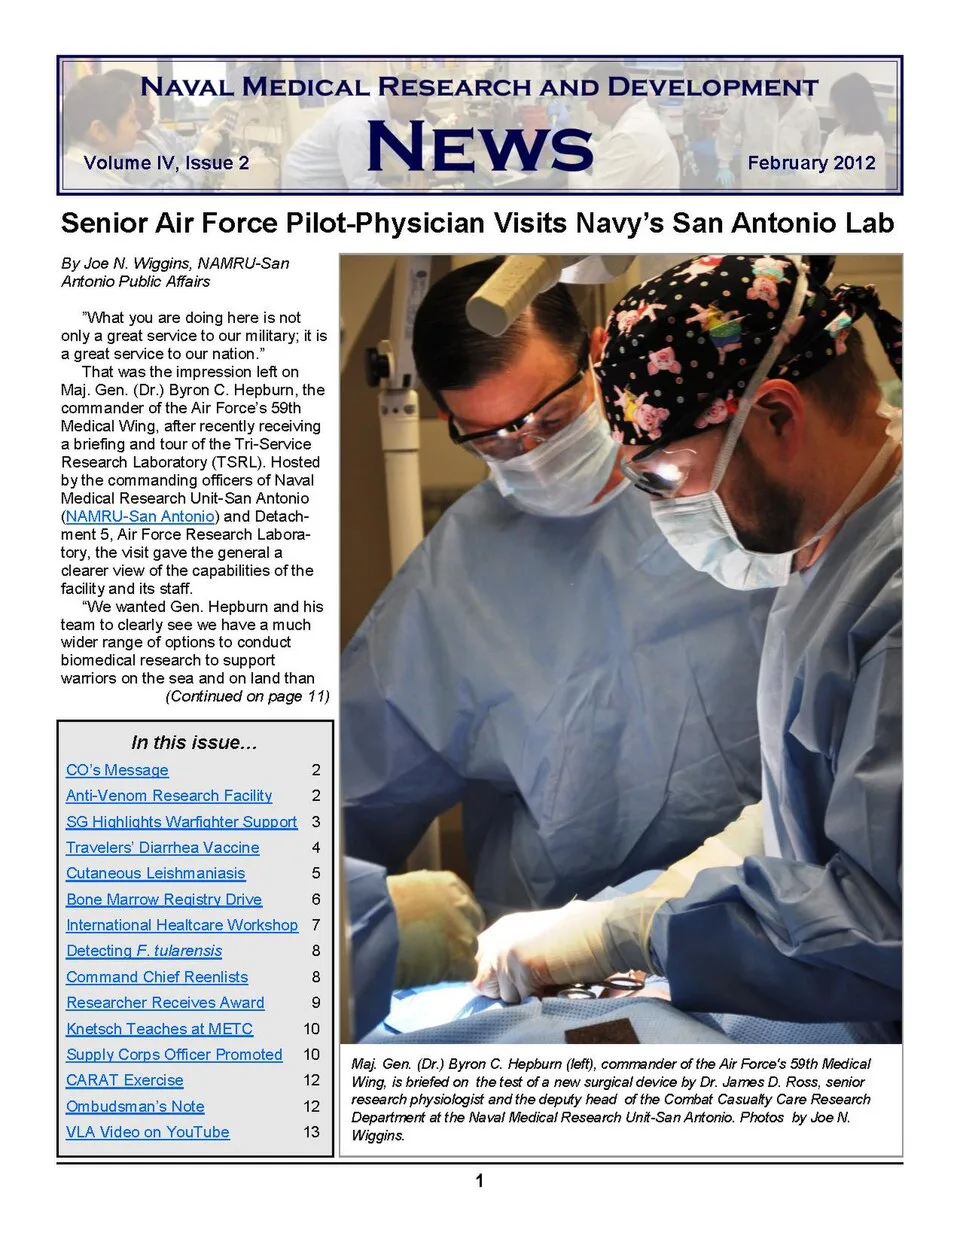 NAVAL MEDICAL RESEARCH AND DEVELOPMENT
NEWS
Volume IV, Issue 2
February 2012
Senior Air Force Pilot-Physician Visits Navy's San Antonio Lab
By Joe N. Wiggins, NAMRU-San
Antonio Public Affairs
"What you are doing here is not
only a great service to our military; it is
a great service to our nation."
That was the impression left on
Maj. Gen. (Dr.) Byron C. Hepburn, the
commander of the Air Force's 59th
Medical Wing, after recently receiving
a briefing and tour of the Tri-Service
Research Laboratory (TSRL). Hosted
by the commanding officers of Naval
Medical Research Unit-San Antonio
(NAMRU-San Antonio) and Detach-
ment 5, Air Force Research Labora-
tory, the visit gave the general a
clearer view of the capabilities of the
facility and its staff.
"We wanted Gen. Hepburn and his
team to clearly see we have a much
wider range of options to conduct
biomedical research to support
warriors on the sea and on land than
(Continued on page 11)
In this issue…
CO's Message 2
Anti-Venom Research Facility 2
SG Highlights Warfighter Support 3
Travelers' Diarrhea Vaccine 4
Cutaneous Leishmaniasis 5
Bone Marrow Registry Drive 6
International Healtcare Workshop 7
Detecting F. tularensis 8
Command Chief Reenlists 8
Researcher Receives Award 9
Knetsch Teaches at METC 10
Supply Corps Officer Promoted 10
CARAT Exercise 12
Ombudsman's Note 12
VLA Video on YouTube 13
Maj. Gen. (Dr.) Byron C. Hepburn (left), commander of the Air Force's 59th Medical
Wing, is briefed on the test of a new surgical device by Dr. James D. Ross, senior
research physiologist and the deputy head of the Combat Casualty Care Research
Department at the Naval Medical Research Unit-San Antonio. Photos by Joe N.
Wiggins.
1